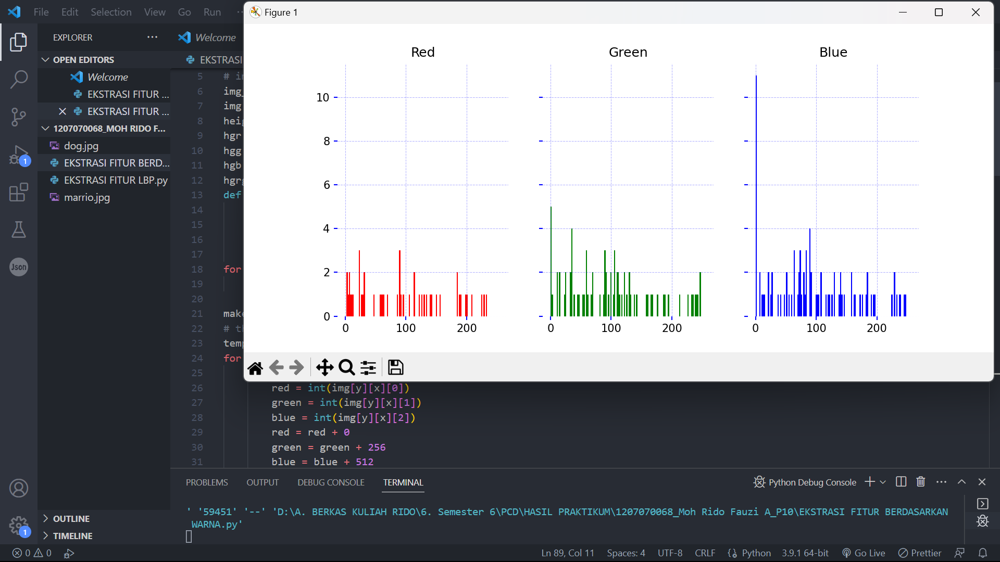 File Edit Selection View Go Run ···
Figure 1
EXPLORER
Welcome
OPEN EDITORS
Welcome
EKSTRASI FITUR ...
EKSTRASI FITUR ...
1207070068_MOH RIDO F...
dog.jpg
EKSTRASI FITUR BERD...
EKSTRASI FITUR LBP.py
marrio.jpg
1
Json
OUTLINE
TIMELINE
1
EKSTRASI
5
6 img_
7 img
8
9 hgr
10 hgg
11 hgb
12
13 def
14
15
16
17
18 for
19
20
21 make
22
23 temp
24 for
25
26 red = int(img[y][x][0])
27 green = int(img[y][x][1])
28 blue = int(img[y][x][2])
29 red = red + 0
30 green = green + 256
31 blue = blue + 512
Red Green Blue
10
8
6
4
2
0
0 100 200 0 100 200 0 100 200
PROBLEMS OUTPUT DEBUG CONSOLE TERMINAL Python Debug Console
' '59451' '--' 'D:\A. BERKAS KULIAH RIDO\6. Semester 6\PCD\HASIL PRAKTIKUM\1207070068_Moh Rido Fauzi A_P10\EKSTRASI FITUR BERDASARKAN
WARNA.py'
0 0 Ln 89, Col 11 Spaces: 4 UTF-8 CRLF {} Python 3.9.1 64-bit Go Live Prettier